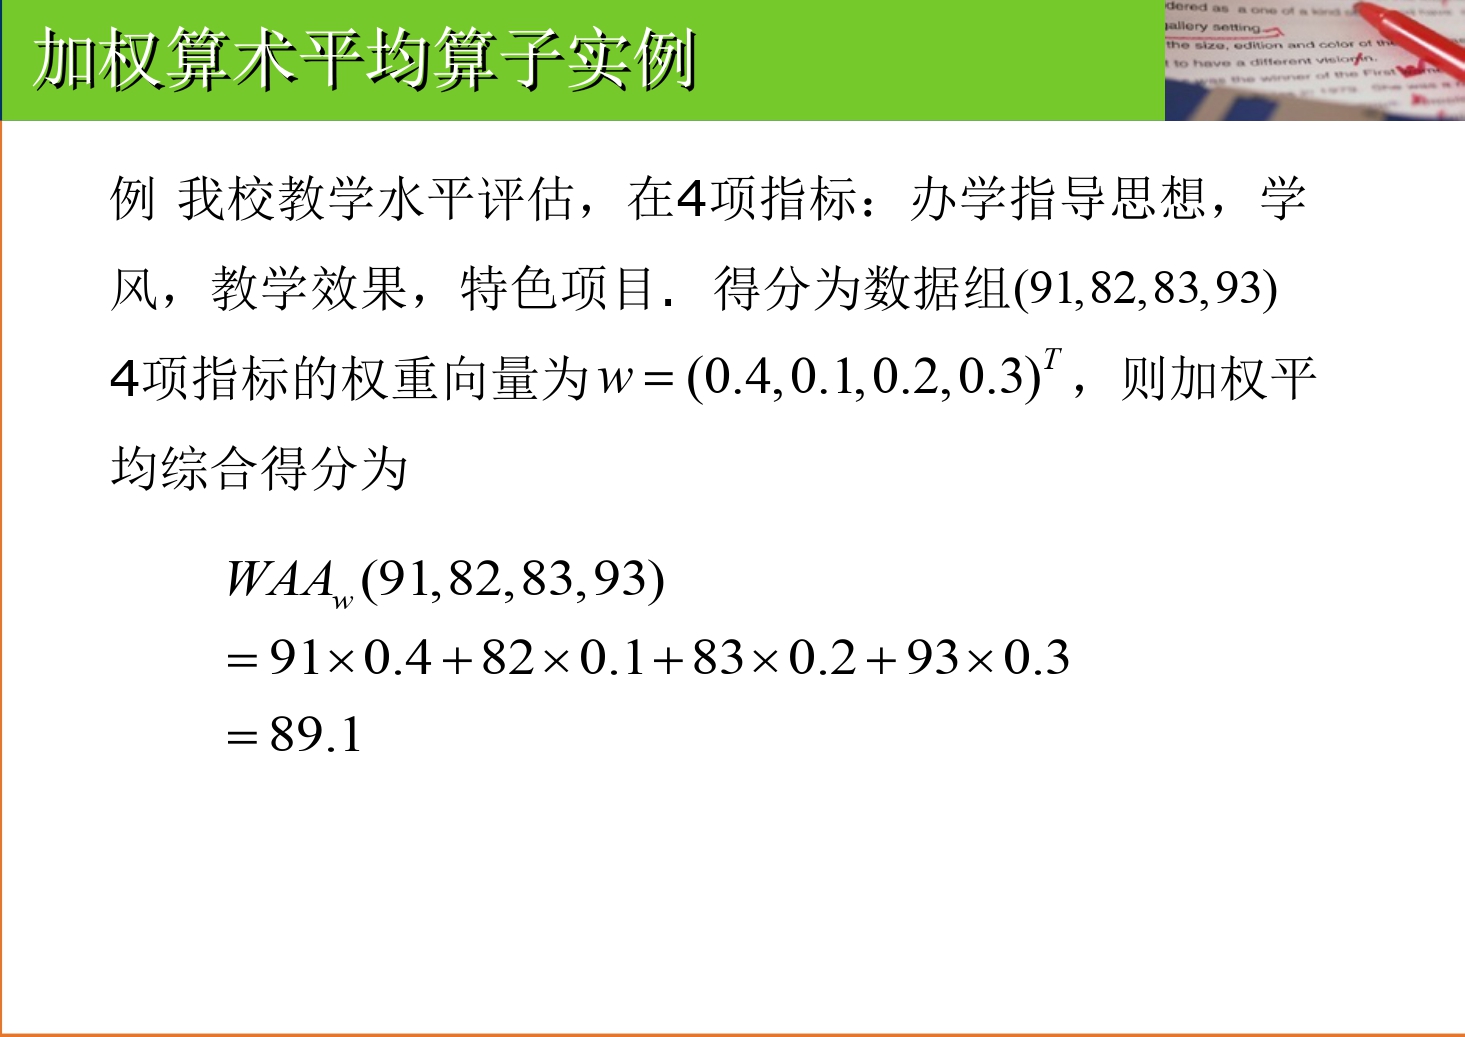 加权算术平均算子实例
dered as a one of a kind
gallery setting
the size, edition and color of the
to have a different vision
was the winner of the First
例 我校教学水平评估，在4项指标：办学指导思想，学
风，教学效果，特色项目．得分为数据组(91,82,83,93)
4项指标的权重向量为w = (0.4,0.1,0.2,0.3)^T，则加权平
均综合得分为
WAA_w(91,82,83,93)
= 91×0.4+82×0.1+83×0.2+93×0.3
= 89.1